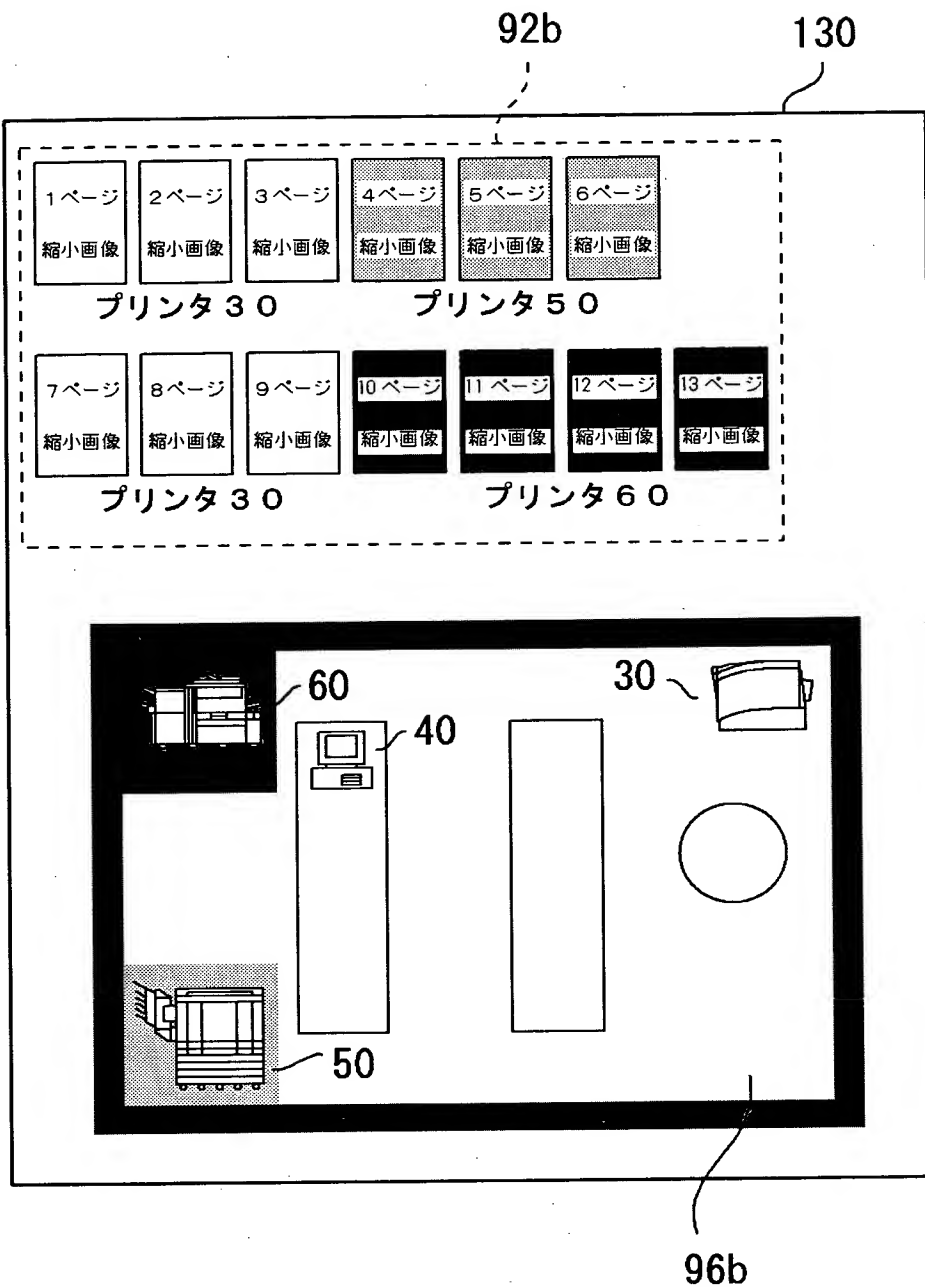 92b 130
1ページ 2ページ 3ページ 4ページ 5ページ 6ページ
縮小画像 縮小画像 縮小画像 縮小画像 縮小画像 縮小画像
プリンタ30 プリンタ50
7ページ 8ページ 9ページ 10ページ 11ページ 12ページ 13ページ
縮小画像 縮小画像 縮小画像 縮小画像 縮小画像 縮小画像 縮小画像
プリンタ30 プリンタ60
60 30
40
50
96b